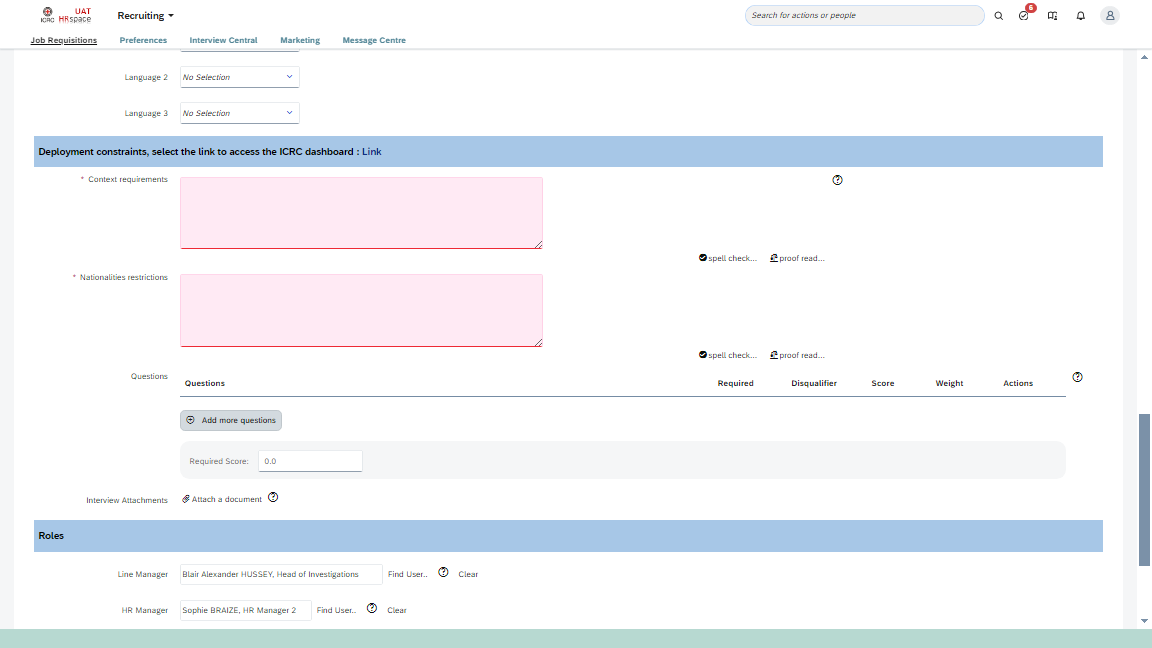 ICRC UAT HRspace
Recruiting
Search for actions or people
6
Job Requisitions Preferences Interview Central Marketing Message Centre
Language 2 No Selection
Language 3 No Selection
Deployment constraints, select the link to access the ICRC dashboard : Link
* Context requirements
spell check... proof read...
* Nationalities restrictions
spell check... proof read...
Questions
Questions Required Disqualifier Score Weight Actions
Add more questions
Required Score: 0.0
Interview Attachments Attach a document
Roles
Line Manager Blair Alexander HUSSEY, Head of Investigations Find User.. Clear
HR Manager Sophie BRAIZE, HR Manager 2 Find User.. Clear